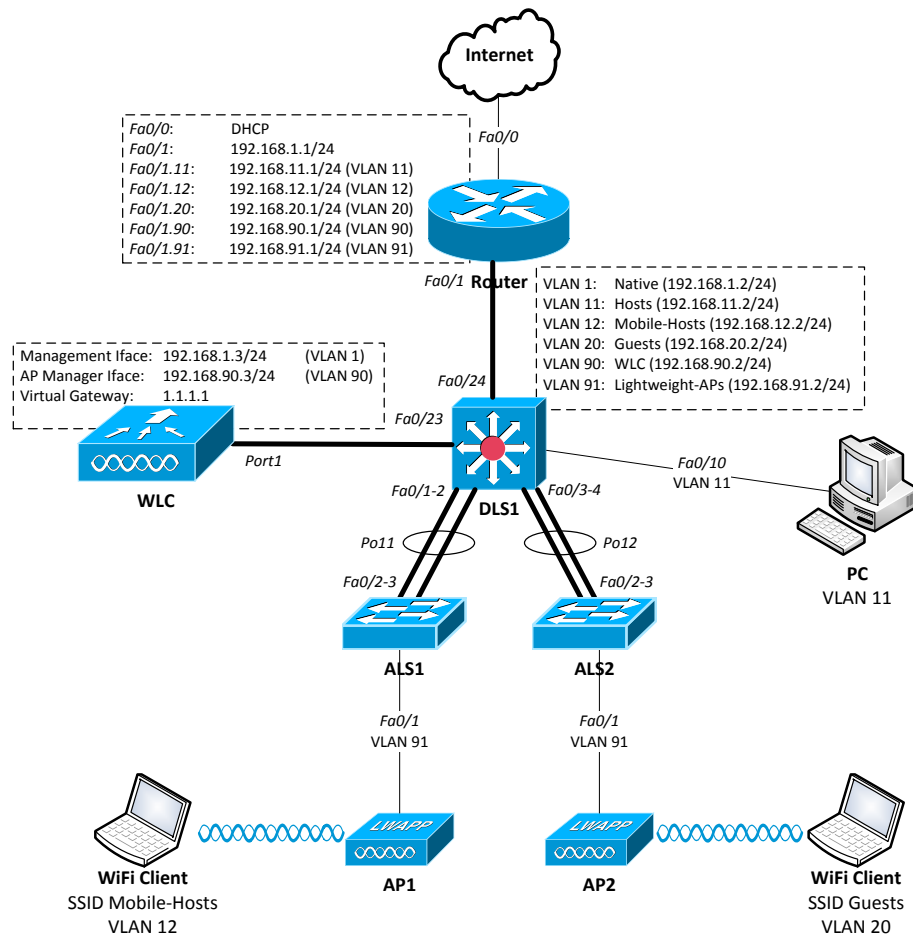 Internet
Fa0/0
Fa0/0: DHCP
Fa0/1: 192.168.1.1/24
Fa0/1.11: 192.168.11.1/24 (VLAN 11)
Fa0/1.12: 192.168.12.1/24 (VLAN 12)
Fa0/1.20: 192.168.20.1/24 (VLAN 20)
Fa0/1.90: 192.168.90.1/24 (VLAN 90)
Fa0/1.91: 192.168.91.1/24 (VLAN 91)
Router
Fa0/1
VLAN 1: Native (192.168.1.2/24)
VLAN 11: Hosts (192.168.11.2/24)
VLAN 12: Mobile-Hosts (192.168.12.2/24)
VLAN 20: Guests (192.168.20.2/24)
VLAN 90: WLC (192.168.90.2/24)
VLAN 91: Lightweight-APs (192.168.91.2/24)
Management Iface: 192.168.1.3/24 (VLAN 1)
AP Manager Iface: 192.168.90.3/24 (VLAN 90)
Virtual Gateway: 1.1.1.1
Fa0/24
Fa0/23
Port1
WLC
Fa0/10
VLAN 11
Fa0/1-2
DLS1
Fa0/3-4
Po11
Po12
PC
VLAN 11
Fa0/2-3
Fa0/2-3
ALS1
ALS2
Fa0/1
VLAN 91
Fa0/1
VLAN 91
LWAPP
LWAPP
AP1
AP2
WiFi Client
SSID Mobile-Hosts
VLAN 12
WiFi Client
SSID Guests
VLAN 20